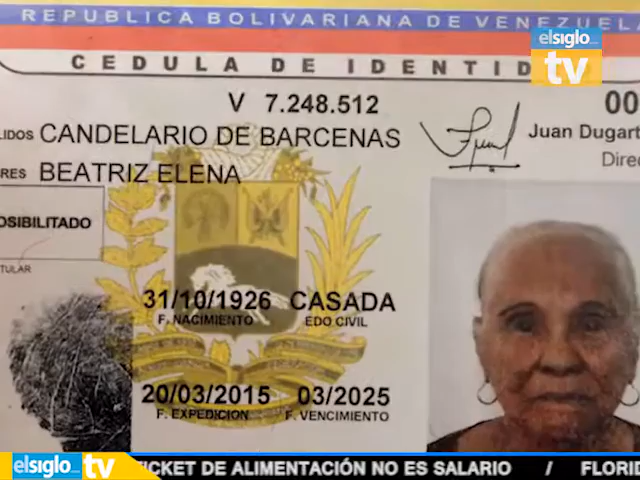 REPUBLICA BOLIVARIANA DE VENEZUELA
elsiglo
tv
CEDULA DE IDENTID
V 7.248.512
00
LIDOS CANDELARIO DE BARCENAS
Juan Dugart
Direc
RES BEATRIZ ELENA
OSIBILITADO
TULAR
31/10/1926 CASADA
F. NACIMIENTO EDO CIVIL
20/03/2015 03/2025
F. EXPEDICION F. VENCIMIENTO
elsiglo tv
TICKET DE ALIMENTACIÓN NO ES SALARIO / FLORID